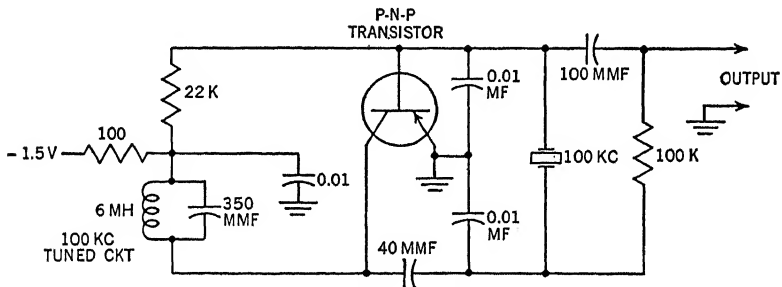 P-N-P
TRANSISTOR
22 K
0.01
MF
100 MMF
OUTPUT
100
- 1.5 V
0.01
100 KC
100 K
6 MH
350
MMF
0.01
MF
100 KC
TUNED CKT
40 MMF